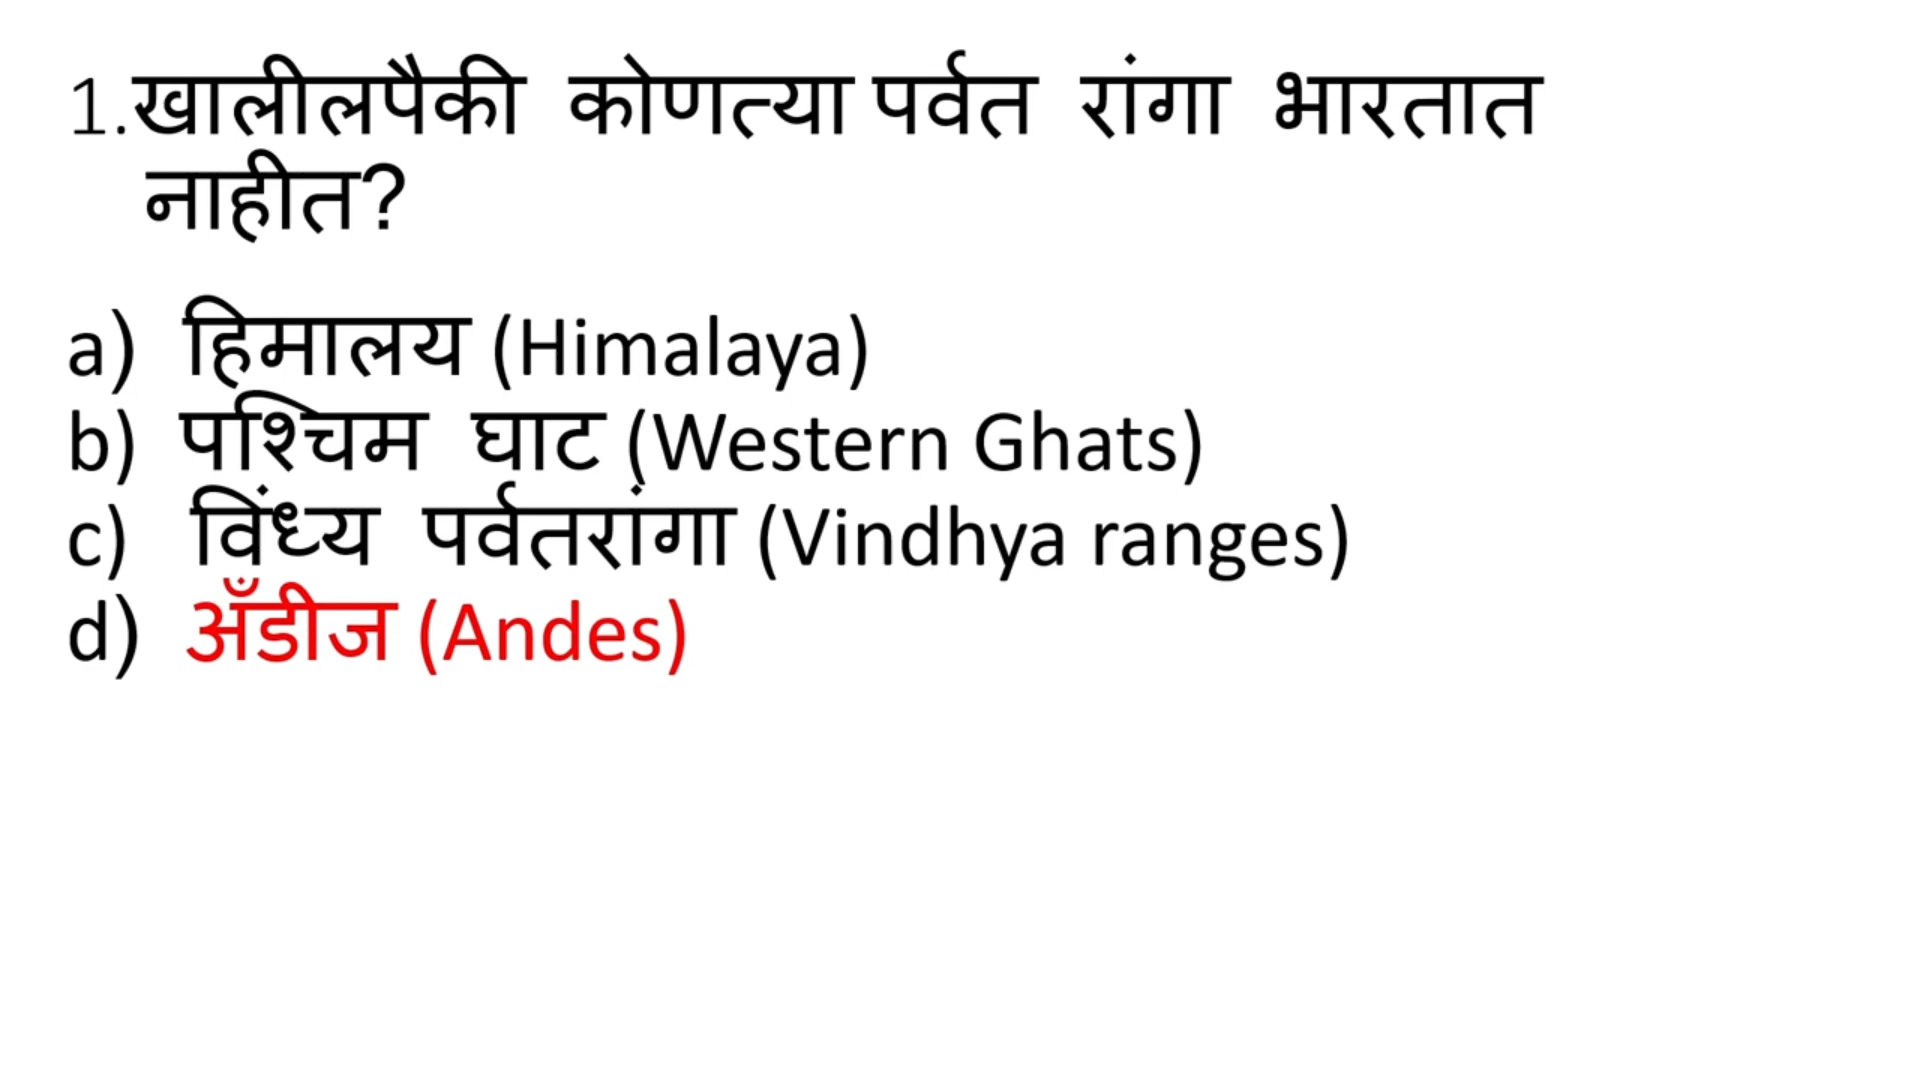 1.खालीलपैकी कोणत्या पर्वत रांगा भारतात
नाहीत?
a) हिमालय (Himalaya)
b) पश्चिम घाट (Western Ghats)
c) विंध्य पर्वतरांगा (Vindhya ranges)
d) अँडीज (Andes)